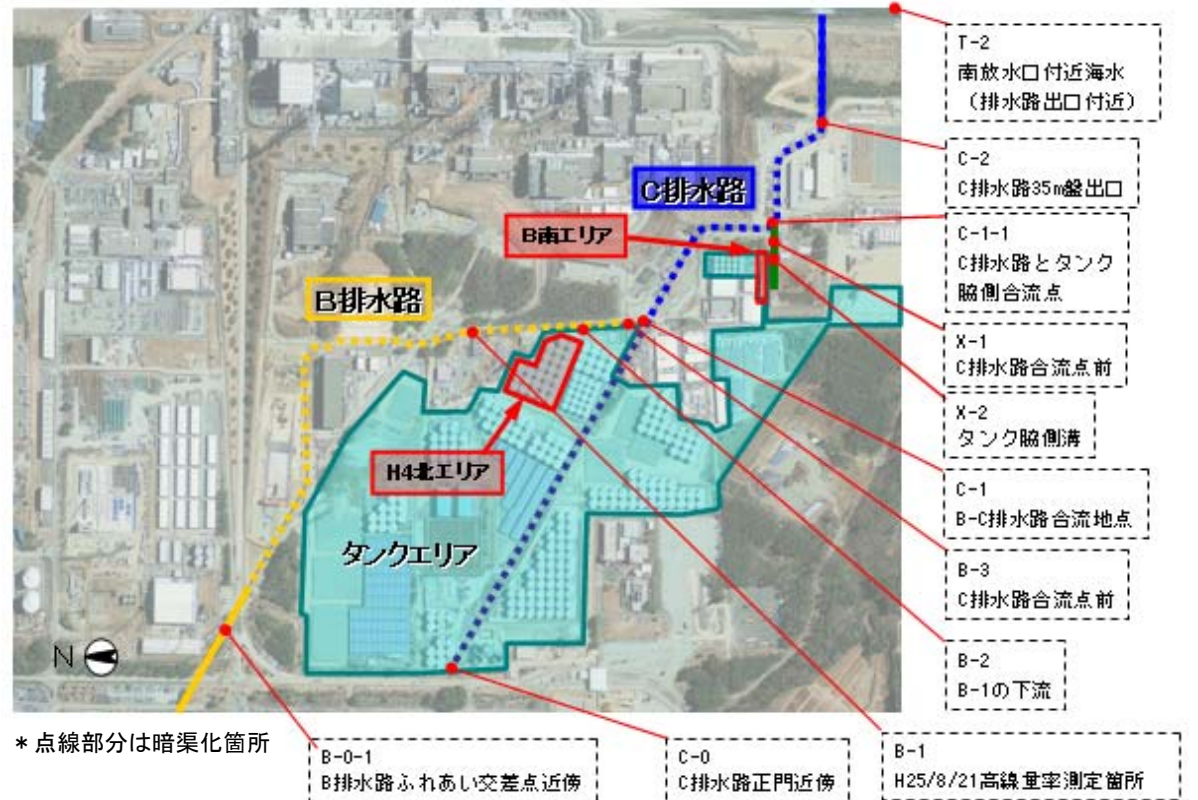 T-2
南放水口付近海水
（排水路出口付近）
C-2
C排水路35m盤出口
C排水路
B南エリア
C-1-1
C排水路とタンク
脇側合流点
B排水路
X-1
C排水路合流点前
X-2
タンク脇側溝
H4北エリア
C-1
B-C排水路合流地点
タンクエリア
B-3
C排水路合流点前
B-2
B-1の下流
N
＊点線部分は暗渠化箇所
B-0-1
B排水路ふれあい交差点近傍
C-0
C排水路正門近傍
B-1
H25/8/21高線量率測定箇所